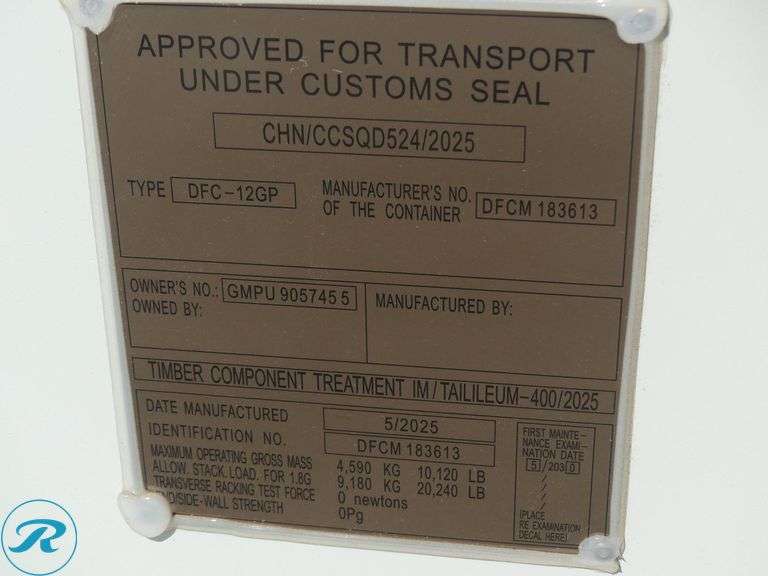 APPROVED FOR TRANSPORT
UNDER CUSTOMS SEAL
CHN/CCSQD524/2025
TYPE DFC-12GP
MANUFACTURER'S NO.
OF THE CONTAINER DFCM 183613
OWNER'S NO.: GMPU 905745 5
OWNED BY:
MANUFACTURED BY:
TIMBER COMPONENT TREATMENT IM/TAILILEUM-400/2025
DATE MANUFACTURED 5/2025
IDENTIFICATION NO. DFCM 183613
MAXIMUM OPERATING GROSS MASS 4,590 KG 10,120 LB
ALLOW. STACK. LOAD. FOR 1.8G 9,180 KG 20,240 LB
TRANSVERSE RACKING TEST FORCE 0 newtons
END/SIDE-WALL STRENGTH 0Pg
FIRST MAINTE-
NANCE EXAMI-
NATION DATE
5/2030
/
/
/
(PLACE
RE EXAMINATION
DECAL HERE)
R